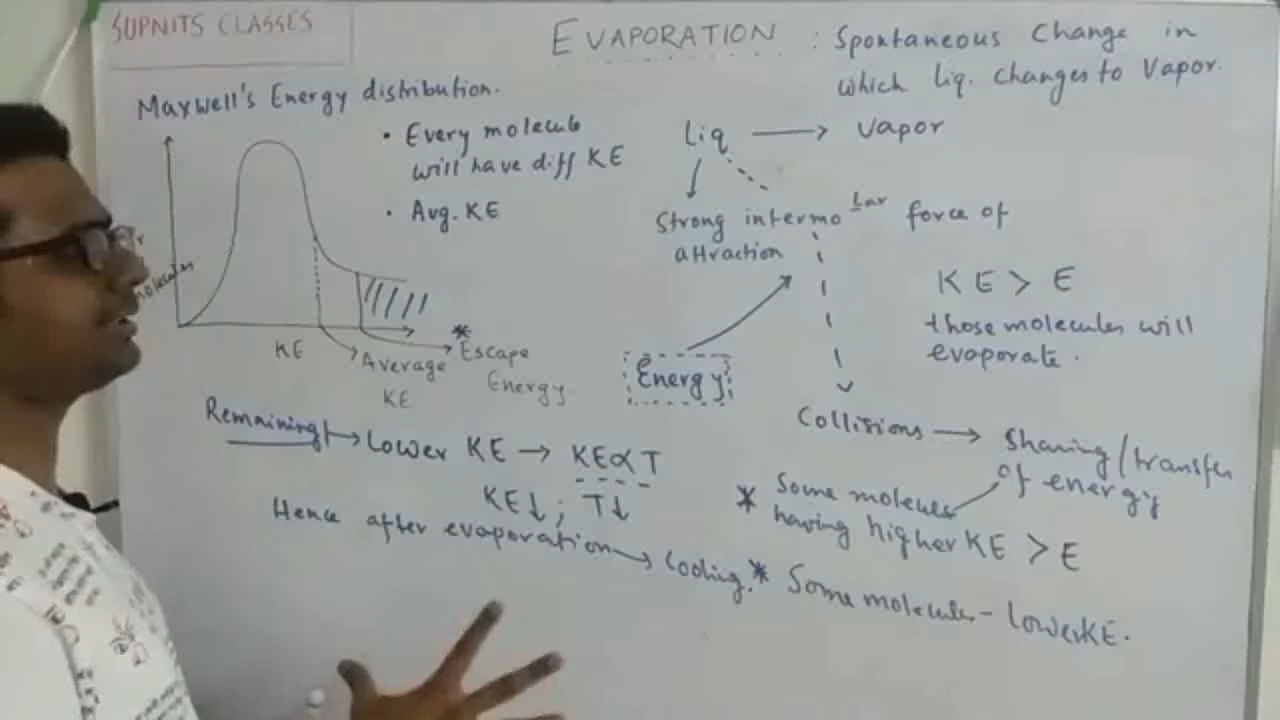 SUPNITS CLASSES
EVAPORATION : Spontaneous Change in
which liq. changes to Vapor.
Maxwell's Energy distribution.
• Every molecule
will have diff KE
• Avg. KE
molecules
KE
Average
KE
* Escape
Energy
Liq → Vapor
Strong intermolar force of
attraction
Energy
KE > E
those molecules will
evaporate.
Collisions → Sharing/transfer
of energy
* Some molecules
having higher KE > E
* Some molecules - lower KE.
Remaining → Lower KE → KE∝T
KE↓ ; T↓
Hence after evaporation → Cooling.